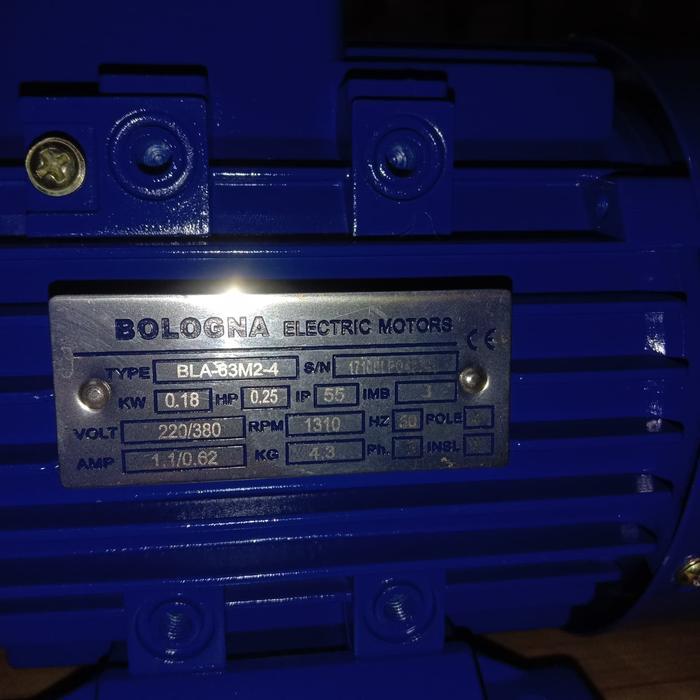 BOLOGNA ELECTRIC MOTORS CE
TYPE BLA-63M2-4 S/N
KW 0.18 HP 0.25 IP 55 IMB 3
VOLT 220/380 RPM 1310 HZ POLE
AMP 1.1/0.62 KG 4.3 Ph. INSL